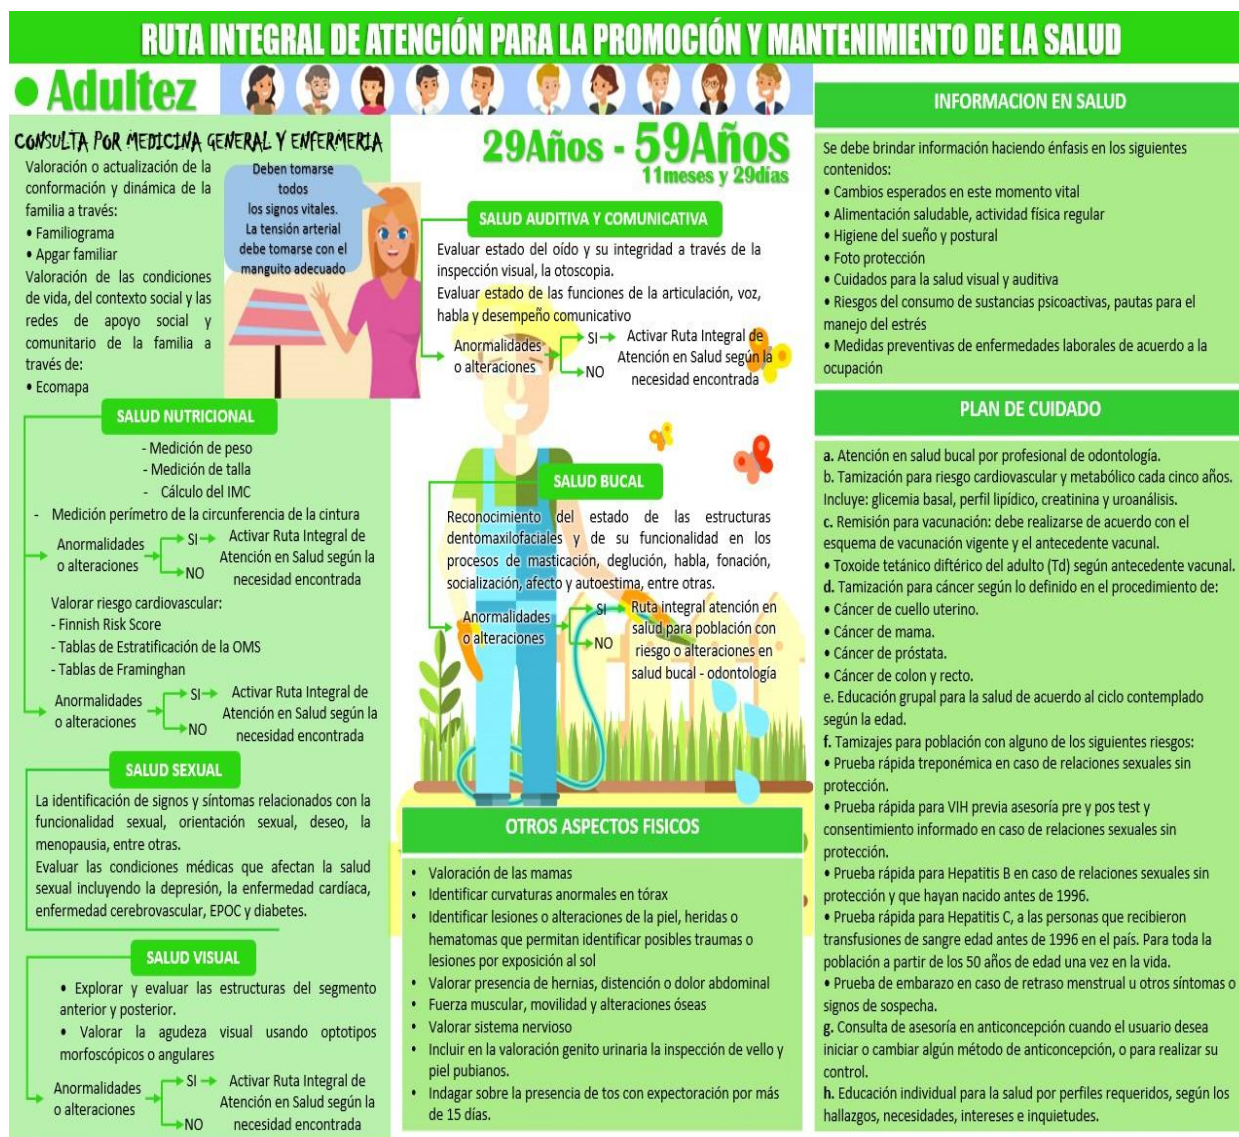 RUTA INTEGRAL DE ATENCIÓN PARA LA PROMOCIÓN Y MANTENIMIENTO DE LA SALUD
• Adultez
29Años - 59Años
11meses y 29días
CONSULTA POR MEDICINA GENERAL Y ENFERMERIA
Valoración o actualización de la
conformación y dinámica de la
familia a través:
• Familiograma
• Apgar familiar
Valoración de las condiciones
de vida, del contexto social y las
redes de apoyo social y
comunitario de la familia a
través de:
• Ecomapa
Deben tomarse
todos
los signos vitales.
La tensión arterial
debe tomarse con el
manguito adecuado
SALUD NUTRICIONAL
- Medición de peso
- Medición de talla
- Cálculo del IMC
- Medición perímetro de la circunferencia de la cintura
Anormalidades
o alteraciones
SI
NO
Activar Ruta Integral de
Atención en Salud según la
necesidad encontrada
Valorar riesgo cardiovascular:
- Finnish Risk Score
- Tablas de Estratificación de la OMS
- Tablas de Framinghan
Anormalidades
o alteraciones
SI
NO
Activar Ruta Integral de
Atención en Salud según la
necesidad encontrada
SALUD SEXUAL
La identificación de signos y síntomas relacionados con la
funcionalidad sexual, orientación sexual, deseo, la
menopausia, entre otras.
Evaluar las condiciones médicas que afectan la salud
sexual incluyendo la depresión, la enfermedad cardíaca,
enfermedad cerebrovascular, EPOC y diabetes.
SALUD VISUAL
• Explorar y evaluar las estructuras del segmento
anterior y posterior.
• Valorar la agudeza visual usando optotipos
morfoscópicos o angulares
Anormalidades
o alteraciones
SI
NO
Activar Ruta Integral de
Atención en Salud según la
necesidad encontrada
SALUD AUDITIVA Y COMUNICATIVA
Evaluar estado del oído y su integridad a través de la
inspección visual, la otoscopia.
Evaluar estado de las funciones de la articulación, voz,
habla y desempeño comunicativo
Anormalidades
o alteraciones
SI
NO
Activar Ruta Integral de
Atención en Salud según la
necesidad encontrada
SALUD BUCAL
Reconocimiento del estado de las estructuras
dentomaxilofaciales y de su funcionalidad en los
procesos de masticación, deglución, habla, fonación,
socialización, afecto y autoestima, entre otras.
Anormalidades
o alteraciones
SI
NO
Ruta integral atención en
salud para población con
riesgo o alteraciones en
salud bucal - odontología
OTROS ASPECTOS FISICOS
• Valoración de las mamas
• Identificar curvaturas anormales en tórax
• Identificar lesiones o alteraciones de la piel, heridas o
hematomas que permitan identificar posibles traumas o
lesiones por exposición al sol
• Valorar presencia de hernias, distención o dolor abdominal
• Fuerza muscular, movilidad y alteraciones óseas
• Valorar sistema nervioso
• Incluir en la valoración genito urinaria la inspección de vello y
piel pubianos.
• Indagar sobre la presencia de tos con expectoración por más
de 15 días.
INFORMACION EN SALUD
Se debe brindar información haciendo énfasis en los siguientes
contenidos:
• Cambios esperados en este momento vital
• Alimentación saludable, actividad física regular
• Higiene del sueño y postural
• Foto protección
• Cuidados para la salud visual y auditiva
• Riesgos del consumo de sustancias psicoactivas, pautas para el
manejo del estrés
• Medidas preventivas de enfermedades laborales de acuerdo a la
ocupación
PLAN DE CUIDADO
a. Atención en salud bucal por profesional de odontología.
b. Tamización para riesgo cardiovascular y metabólico cada cinco años.
Incluye: glicemia basal, perfil lipídico, creatinina y uroanálisis.
c. Remisión para vacunación: debe realizarse de acuerdo con el
esquema de vacunación vigente y el antecedente vacunal.
• Toxoide tetánico diftérico del adulto (Td) según antecedente vacunal.
d. Tamización para cáncer según lo definido en el procedimiento de:
• Cáncer de cuello uterino.
• Cáncer de mama.
• Cáncer de próstata.
• Cáncer de colon y recto.
e. Educación grupal para la salud de acuerdo al ciclo contemplado
según la edad.
f. Tamizajes para población con alguno de los siguientes riesgos:
• Prueba rápida treponémica en caso de relaciones sexuales sin
protección.
• Prueba rápida para VIH previa asesoría pre y pos test y
consentimiento informado en caso de relaciones sexuales sin
protección.
• Prueba rápida para Hepatitis B en caso de relaciones sexuales sin
protección y que hayan nacido antes de 1996.
• Prueba rápida para Hepatitis C, a las personas que recibieron
transfusiones de sangre edad antes de 1996 en el país. Para toda la
población a partir de los 50 años de edad una vez en la vida.
• Prueba de embarazo en caso de retraso menstrual u otros síntomas o
signos de sospecha.
g. Consulta de asesoría en anticoncepción cuando el usuario desea
iniciar o cambiar algún método de anticoncepción, o para realizar su
control.
h. Educación individual para la salud por perfiles requeridos, según los
hallazgos, necesidades, intereses e inquietudes.